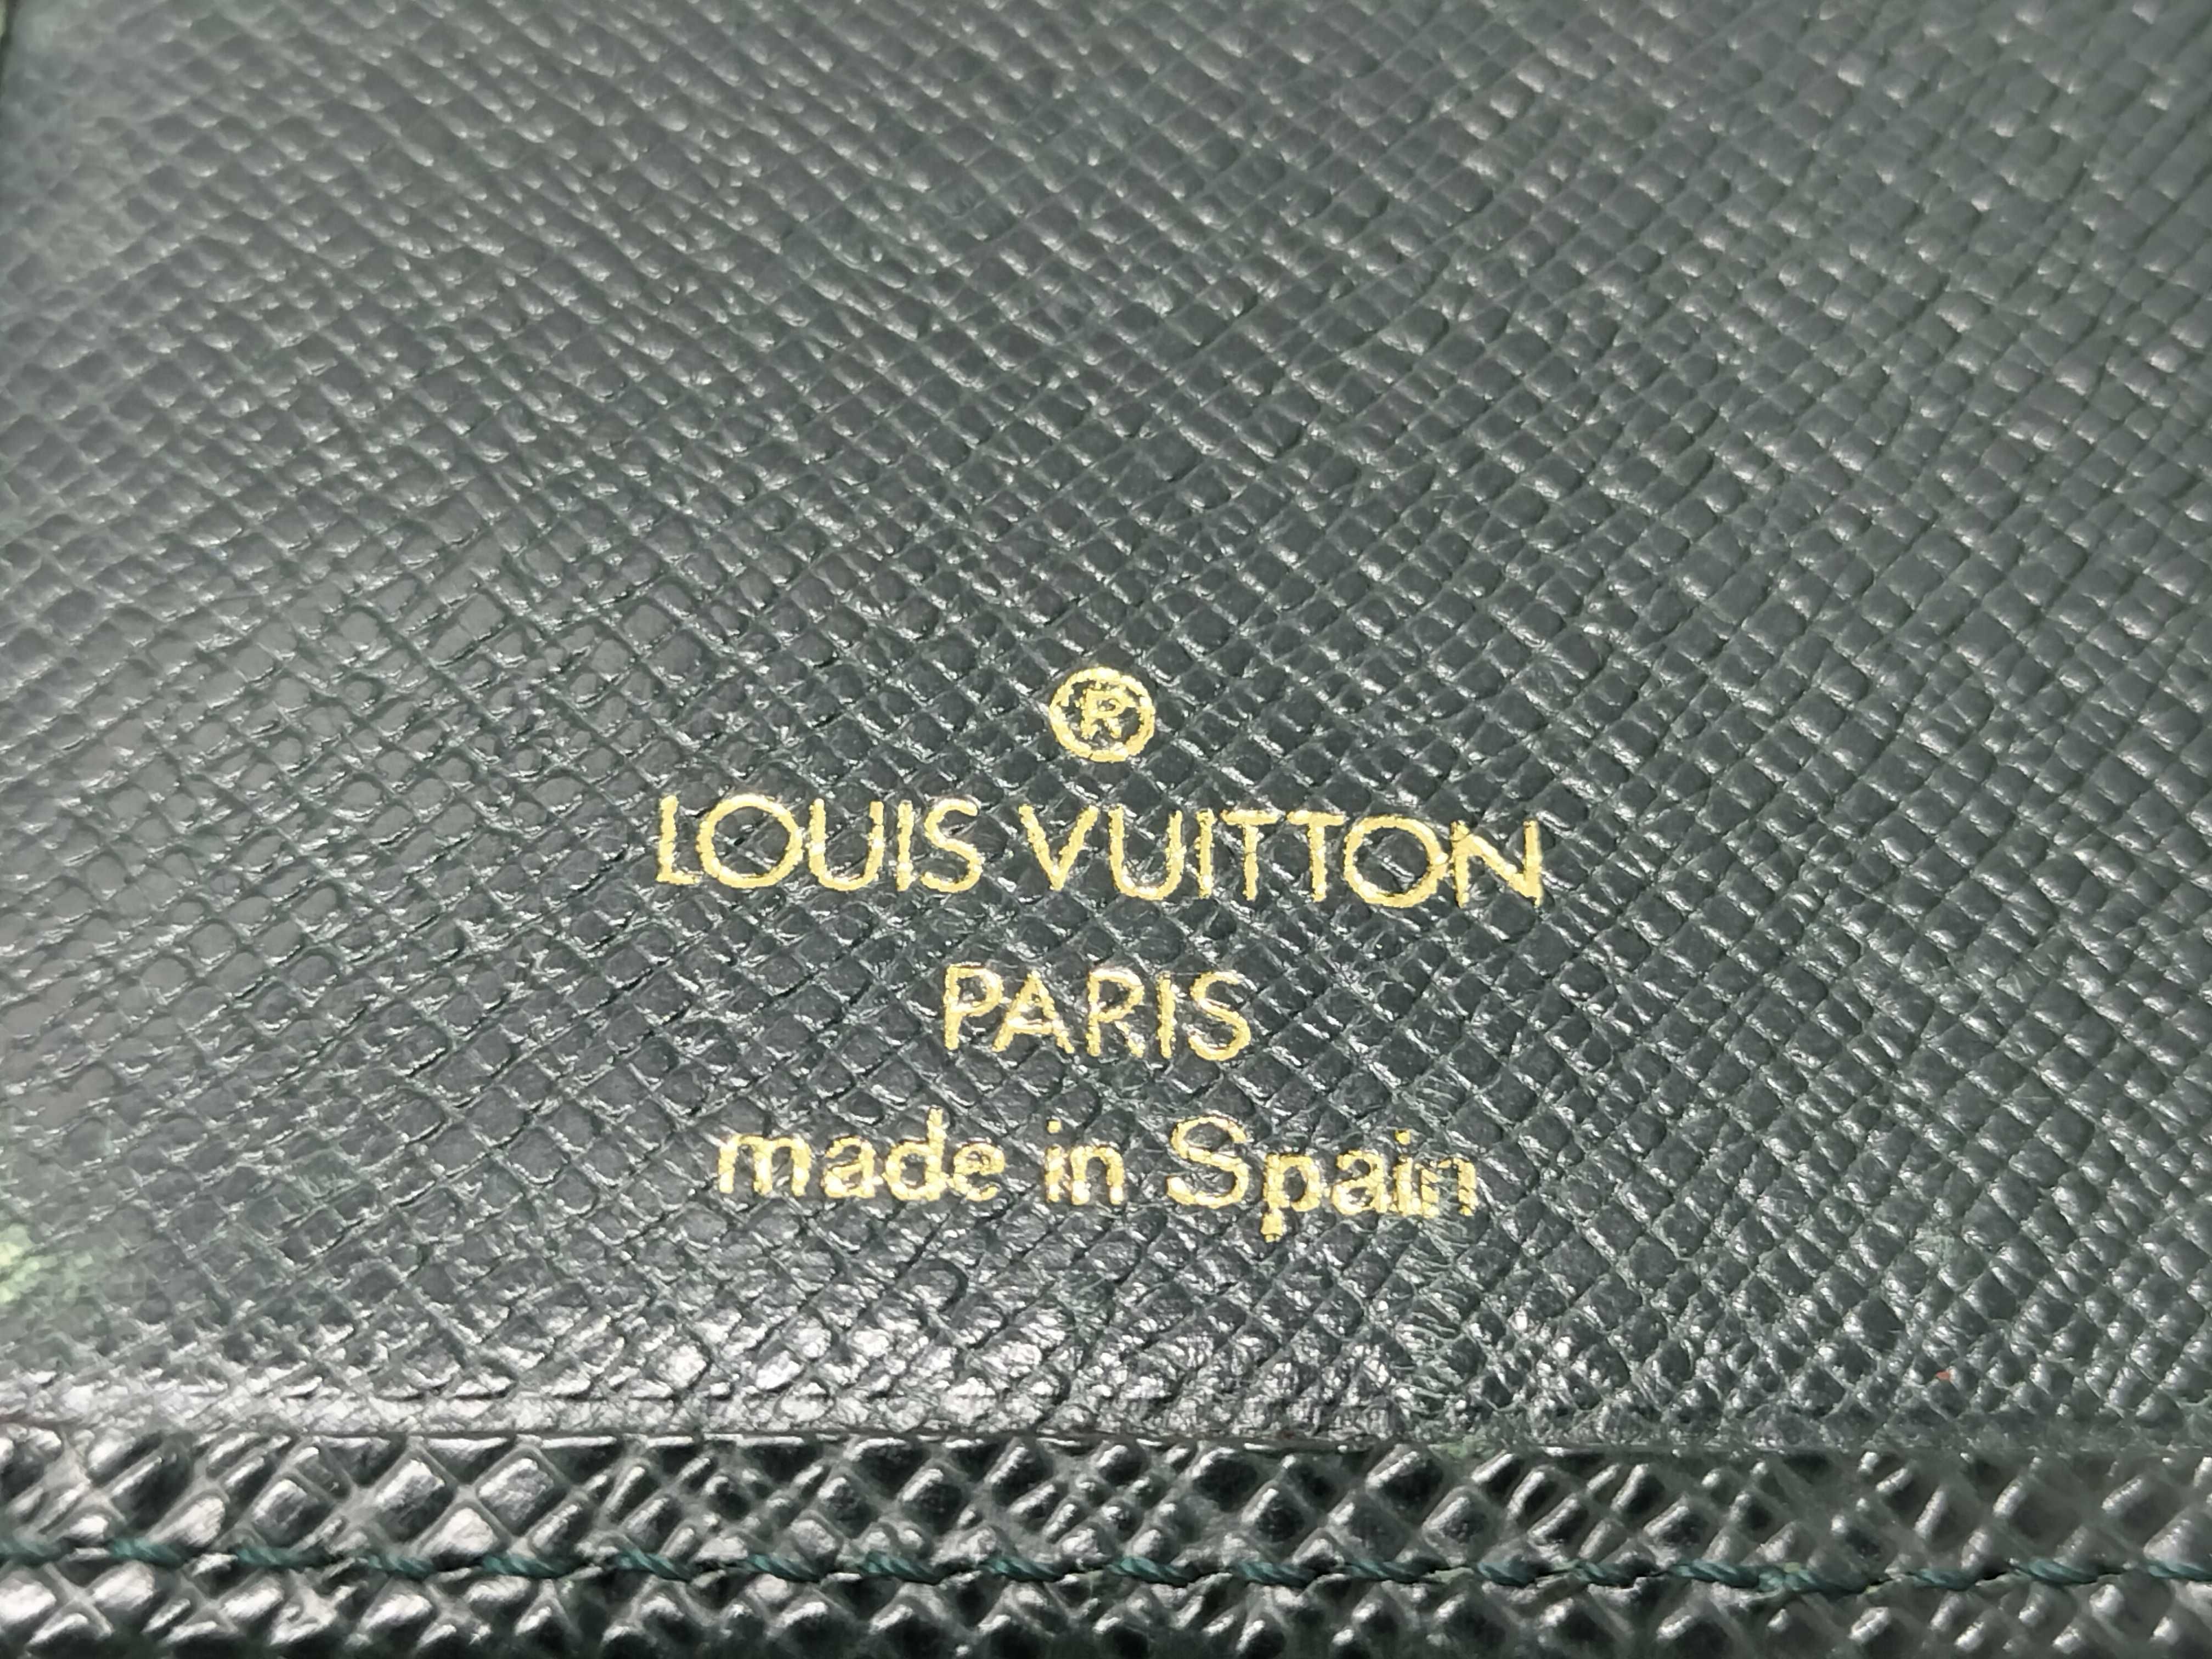 ®
LOUIS VUITTON
PARIS
made in Spain